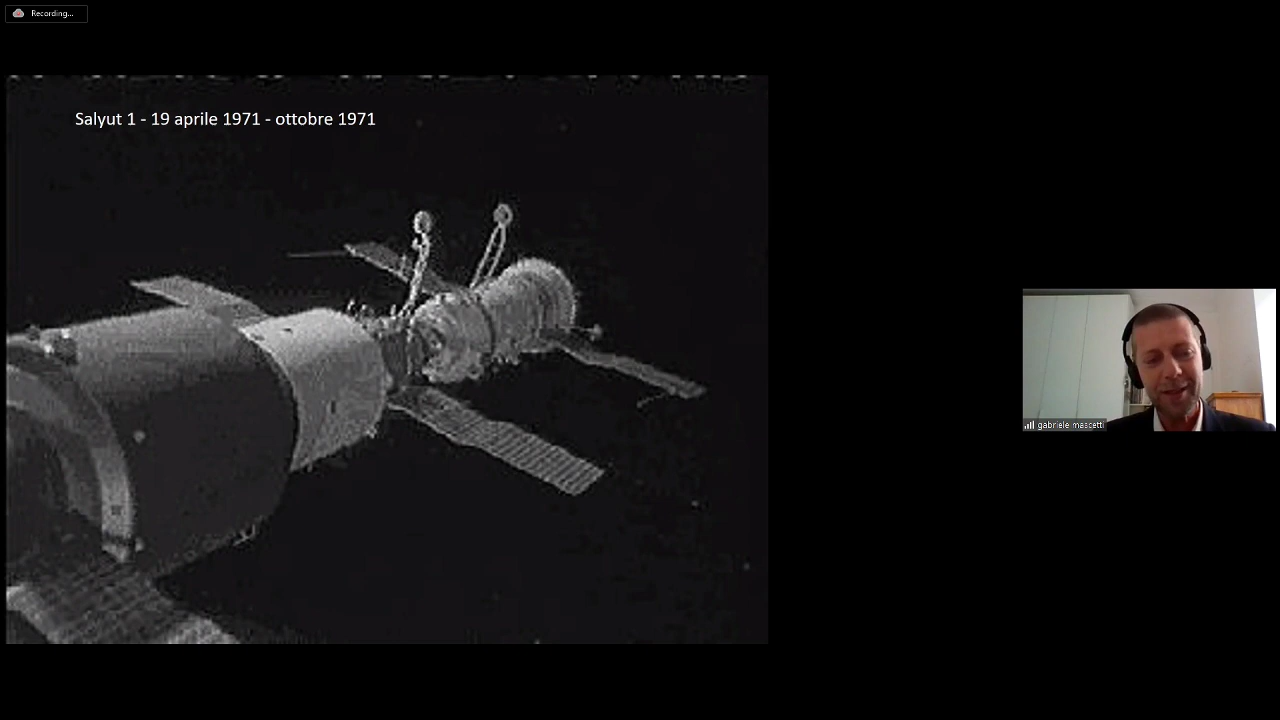 Recording...
Salyut 1 - 19 aprile 1971 - ottobre 1971
gabriele mascetti